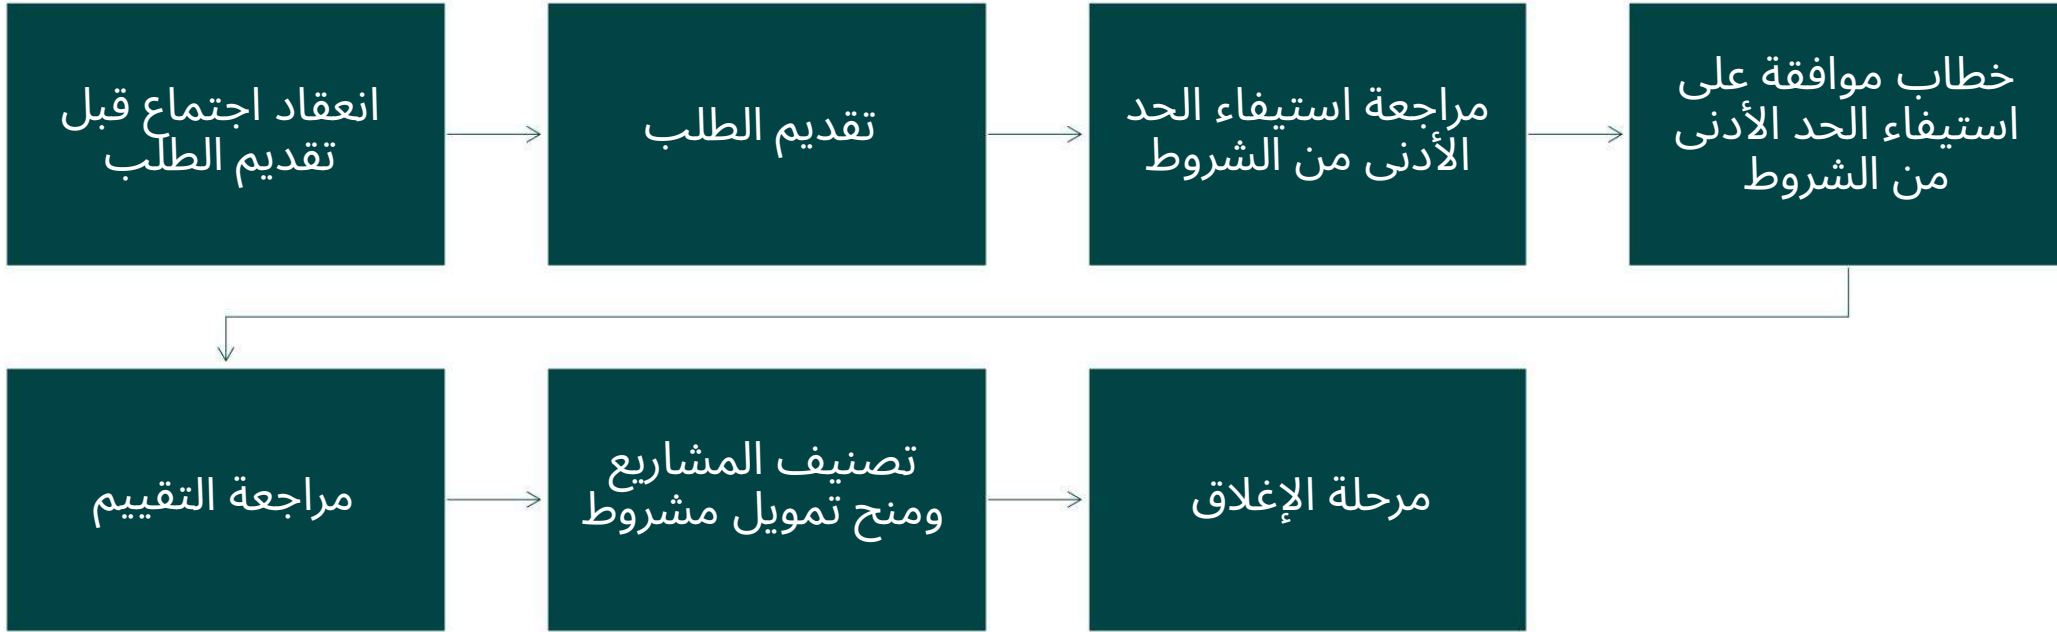 انعقاد اجتماع قبل
تقديم الطلب
تقديم الطلب
مراجعة استيفاء الحد
الأدنى من الشروط
خطاب موافقة على
استيفاء الحد الأدنى
من الشروط
مراجعة التقييم
تصنيف المشاريع
ومنح تمويل مشروط
مرحلة الإغلاق